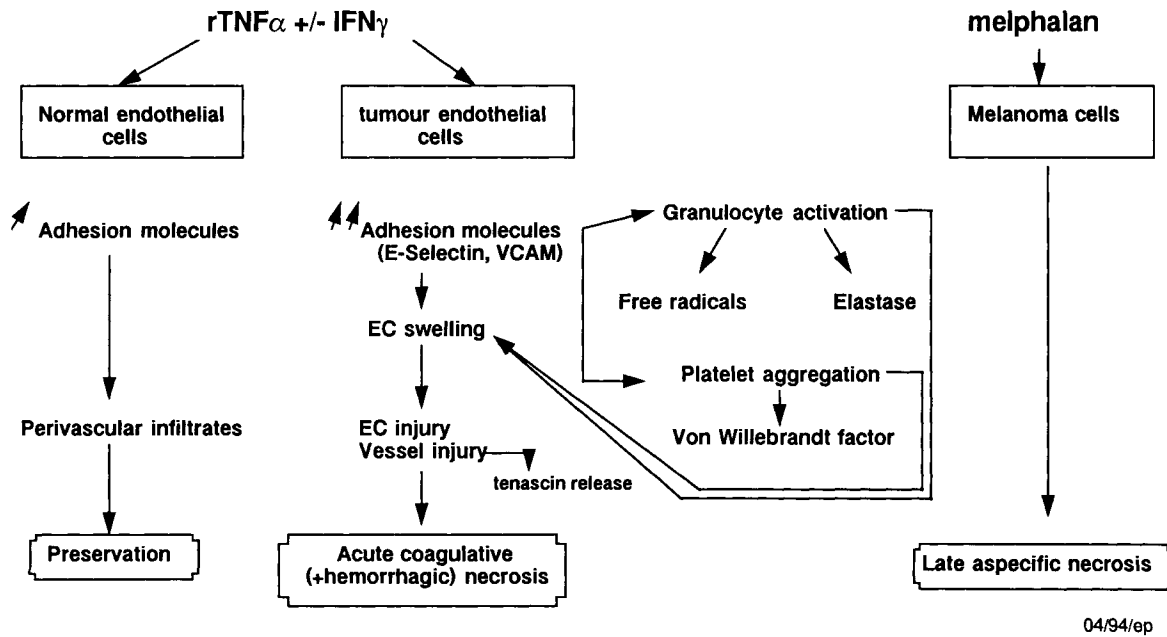 rTNFα +/- IFNγ
melphalan
Normal endothelial
cells
tumour endothelial
cells
Melanoma cells
Adhesion molecules
Adhesion molecules
(E-Selectin, VCAM)
Granulocyte activation
Free radicals
Elastase
EC swelling
Platelet aggregation
Von Willebrandt factor
Perivascular infiltrates
EC injury
Vessel injury
tenascin release
Preservation
Acute coagulative
(+hemorrhagic) necrosis
Late aspecific necrosis
04/94/ep